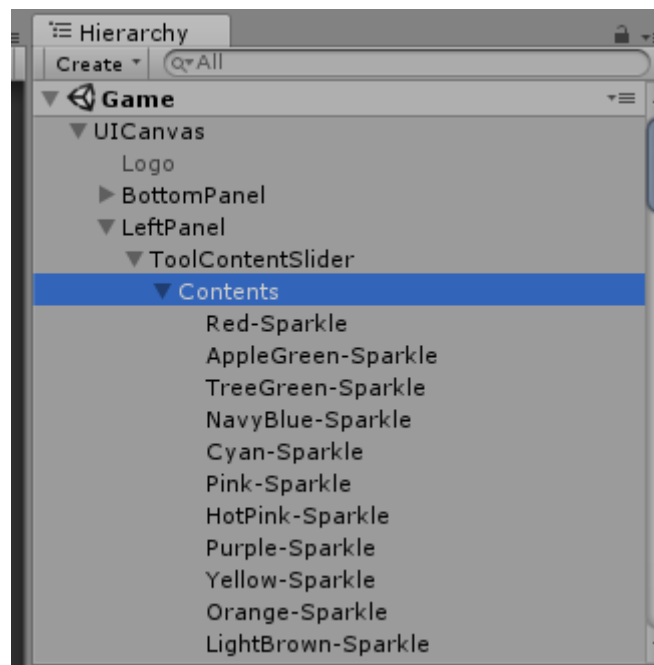 Hierarchy
Create All
Game
UICanvas
Logo
BottomPanel
LeftPanel
ToolContentSlider
Contents
Red-Sparkle
AppleGreen-Sparkle
TreeGreen-Sparkle
NavyBlue-Sparkle
Cyan-Sparkle
Pink-Sparkle
HotPink-Sparkle
Purple-Sparkle
Yellow-Sparkle
Orange-Sparkle
LightBrown-Sparkle